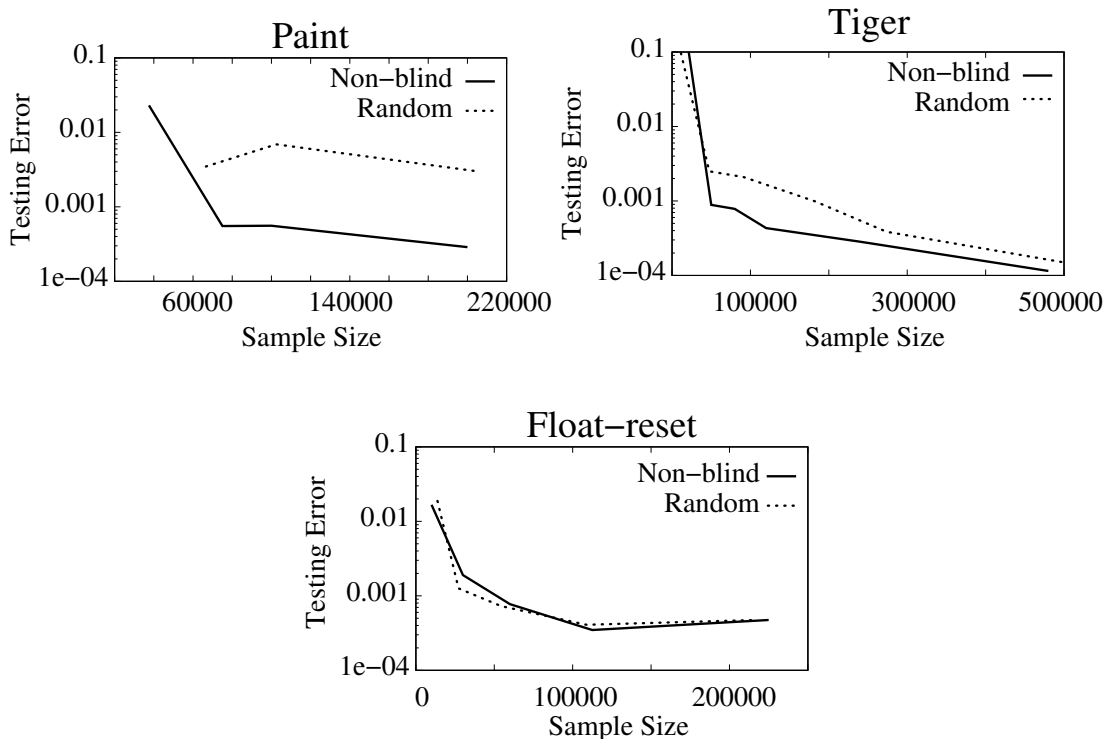 Paint
0.1
0.01
0.001
1e−04
Testing Error
Non−blind
Random
60000 140000 220000
Sample Size
Tiger
0.1
0.01
0.001
1e−04
Testing Error
Non−blind
Random
100000 300000 500000
Sample Size
Float−reset
0.1
0.01
0.001
1e−04
Testing Error
Non−blind
Random
0 100000 200000
Sample Size